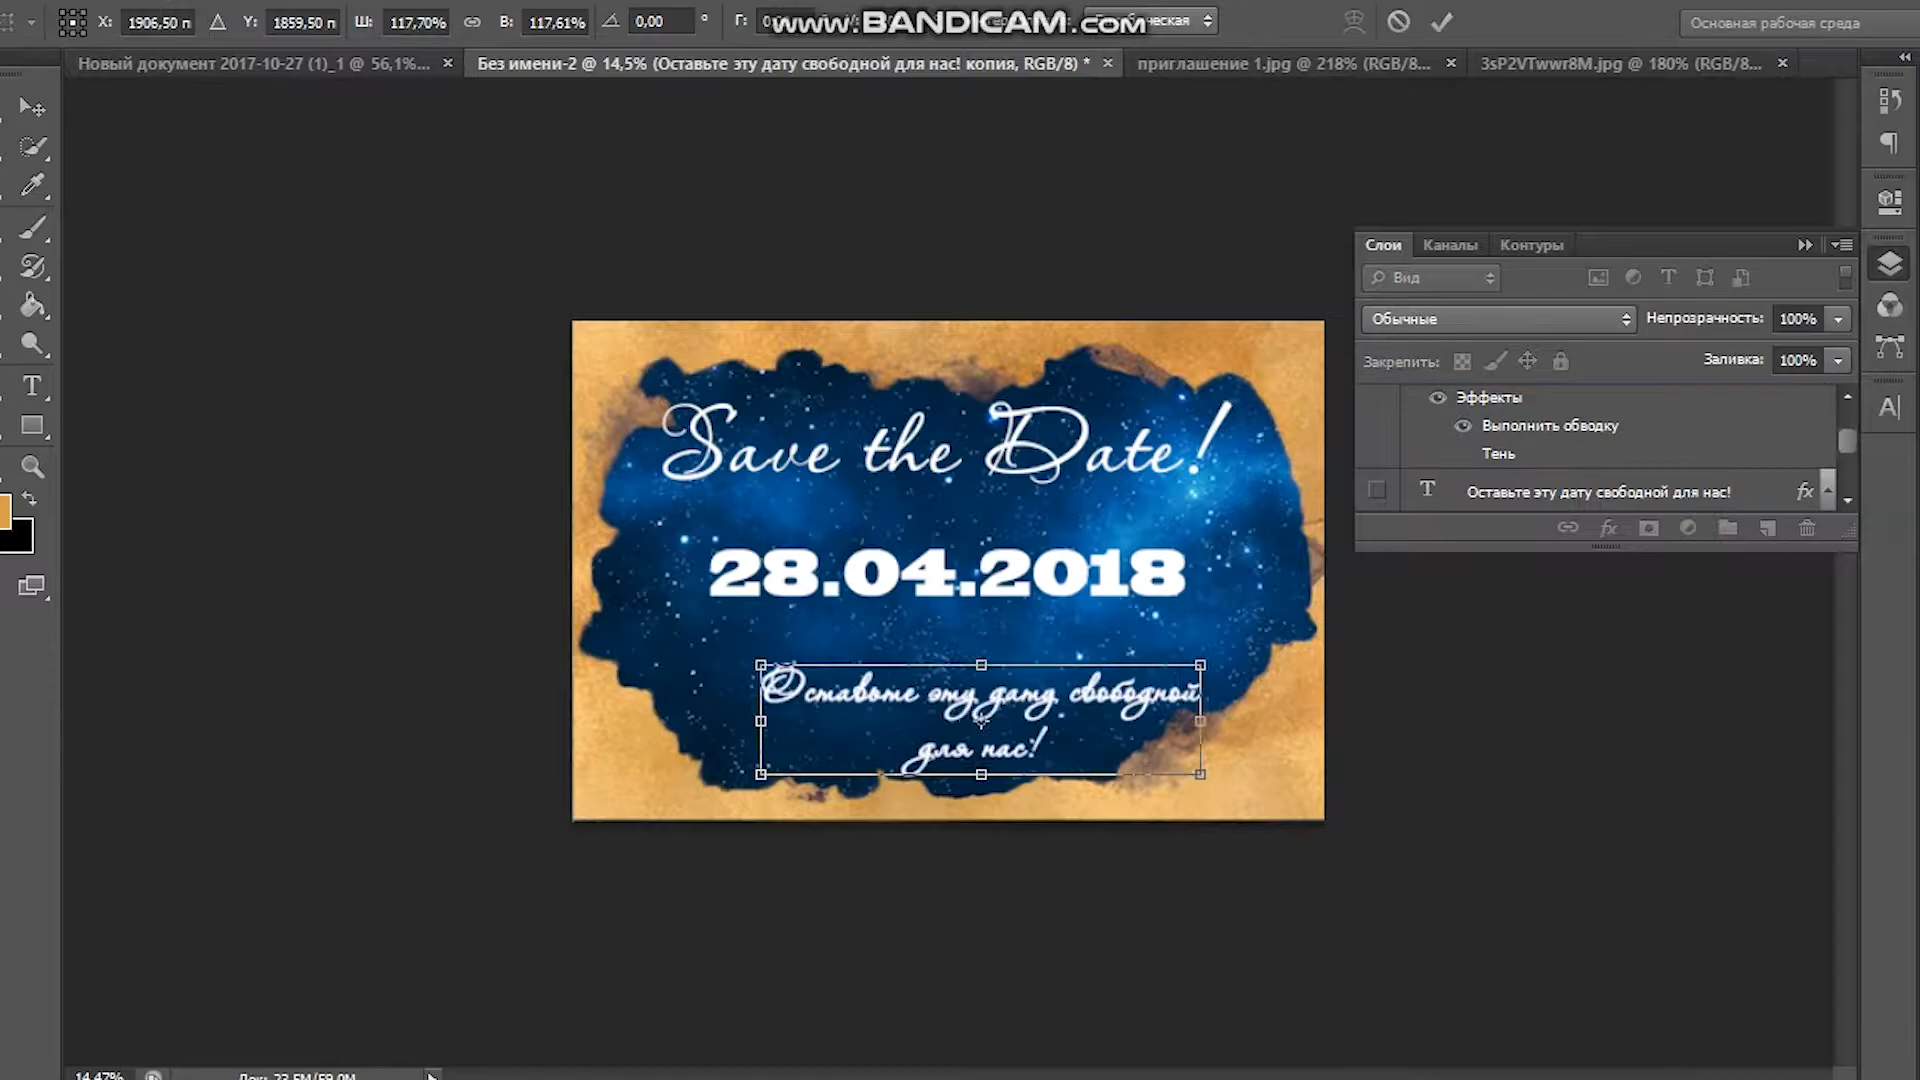 X: 1906,50 п Y: 1859,50 п Ш: 117,70% В: 117,61% 0,00 ° Г:
www.BANDICAM.com
Основная рабочая среда
Новый документ 2017-10-27 (1)_1 @ 56,1%... ×
Без имени-2 @ 14,5% (Оставьте эту дату свободной для нас! копия, RGB/8) * ×
приглашение 1.jpg @ 218% (RGB/8... ×
3sP2VTwwr8M.jpg @ 180% (RGB/8... ×
Слои Каналы Контуры
Вид
Обычные Непрозрачность: 100%
Закрепить: Заливка: 100%
Эффекты
Выполнить обводку
Тень
Оставьте эту дату свободной для нас! fx
Save the Date!
28.04.2018
Оставьте эту дату свободной
для нас!
14,47%